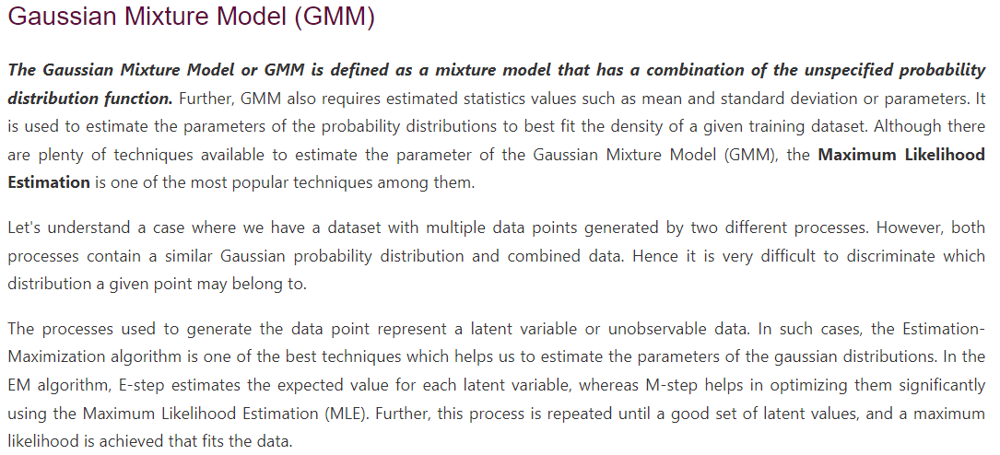 Gaussian Mixture Model (GMM)
The Gaussian Mixture Model or GMM is defined as a mixture model that has a combination of the unspecified probability
distribution function. Further, GMM also requires estimated statistics values such as mean and standard deviation or parameters. It
is used to estimate the parameters of the probability distributions to best fit the density of a given training dataset. Although there
are plenty of techniques available to estimate the parameter of the Gaussian Mixture Model (GMM), the Maximum Likelihood
Estimation is one of the most popular techniques among them.
Let's understand a case where we have a dataset with multiple data points generated by two different processes. However, both
processes contain a similar Gaussian probability distribution and combined data. Hence it is very difficult to discriminate which
distribution a given point may belong to.
The processes used to generate the data point represent a latent variable or unobservable data. In such cases, the Estimation-
Maximization algorithm is one of the best techniques which helps us to estimate the parameters of the gaussian distributions. In the
EM algorithm, E-step estimates the expected value for each latent variable, whereas M-step helps in optimizing them significantly
using the Maximum Likelihood Estimation (MLE). Further, this process is repeated until a good set of latent values, and a maximum
likelihood is achieved that fits the data.